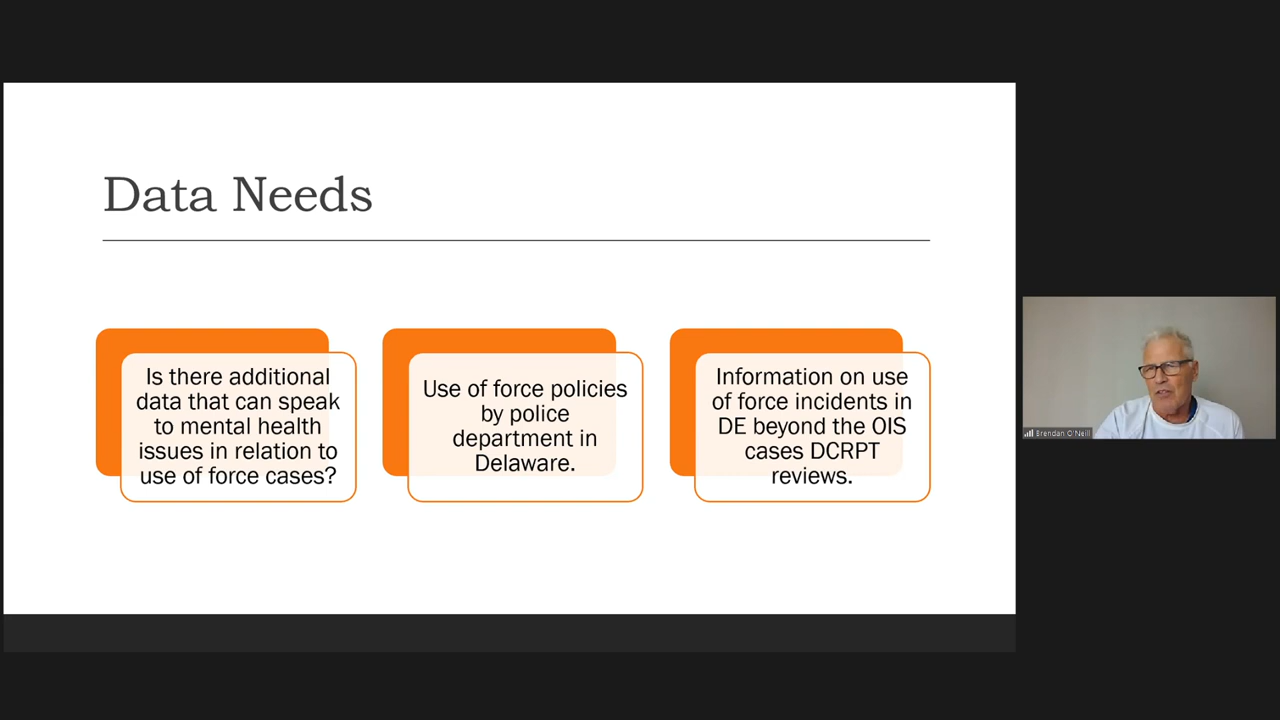 Data Needs
Is there additional
data that can speak
to mental health
issues in relation to
use of force cases?
Use of force policies
by police
department in
Delaware.
Information on use
of force incidents in
DE beyond the OIS
cases DCRPT
reviews.
Brendan O'Neill